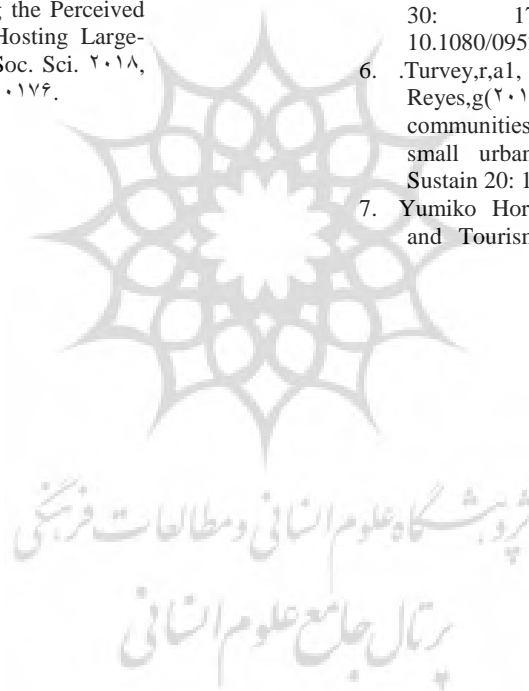 g the Perceived
Hosting Large-
Soc. Sci. ۲۰۱۸,
۰۱۷۶.
30: 17
10.1080/095
6. .Turvey,r,a1,
Reyes,g(۲۰۱
communities
small urban
Sustain 20: 1
7. Yumiko Hor
and Tourism
پژوهشگاه علوم انسانی و مطالعات فرهنگی
پرتال جامع علوم انسانی